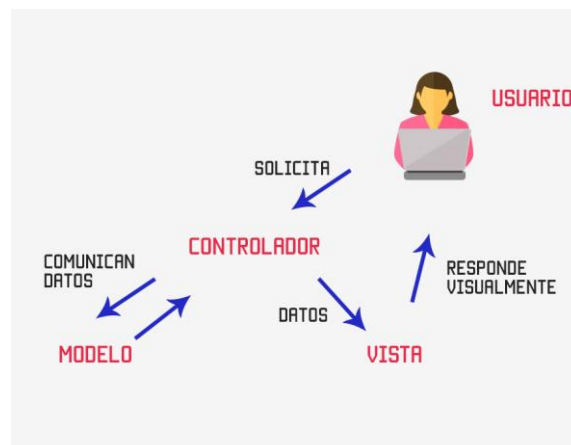 USUARIO
SOLICITA
CONTROLADOR
COMUNICAN
DATOS
RESPONDE
VISUALMENTE
DATOS
MODELO
VISTA